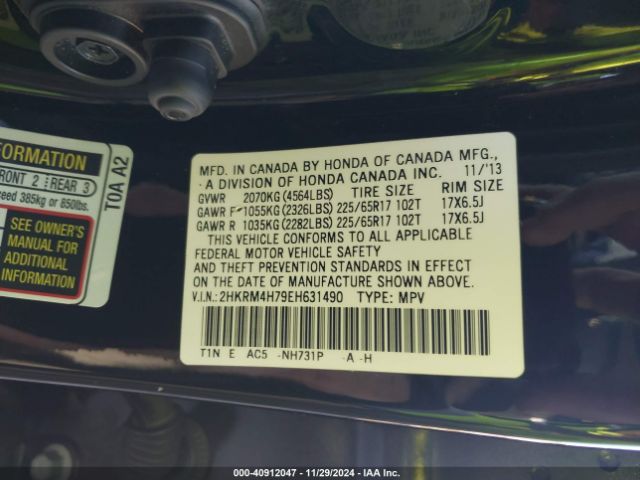 FORMATION
FRONT 2 REAR 3
exceed 385kg or 850lbs.
SEE OWNER'S
MANUAL FOR
ADDITIONAL
INFORMATION
T0A A2
MFD. IN CANADA BY HONDA OF CANADA MFG.,
A DIVISION OF HONDA CANADA INC. 11/'13
GVWR 2070KG (4564LBS) TIRE SIZE RIM SIZE
GAWR F 1055KG (2326LBS) 225/65R17 102T 17X6.5J
GAWR R 1035KG (2282LBS) 225/65R17 102T 17X6.5J
THIS VEHICLE CONFORMS TO ALL APPLICABLE
FEDERAL MOTOR VEHICLE SAFETY
AND THEFT PREVENTION STANDARDS IN EFFECT
ON THE DATE OF MANUFACTURE SHOWN ABOVE.
V.I.N.: 2HKRM4H79EH631490 TYPE: MPV
T1N E AC5 -NH731P -A -H
000-40912047 - 11/29/2024 - IAA Inc.